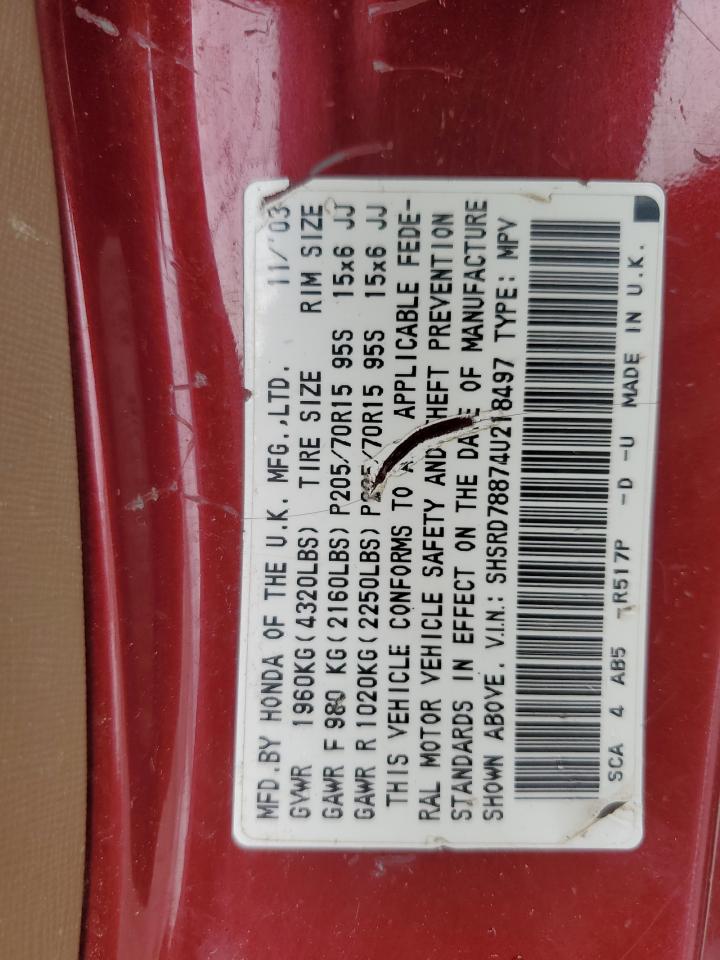 MFD.BY HONDA OF THE U.K. MFG.,LTD. 11/'03
GVWR 1960KG(4320LBS) TIRE SIZE RIM SIZE
GAWR F 980 KG(2160LBS) P205/70R15 95S 15x6 JJ
GAWR R 1020KG(2250LBS) P205/70R15 95S 15x6 JJ
THIS VEHICLE CONFORMS TO APPLICABLE FEDE-
RAL MOTOR VEHICLE SAFETY AND THEFT PREVENTION
STANDARDS IN EFFECT ON THE DATE OF MANUFACTURE
SHOWN ABOVE. V.I.N.: SHSRD78874U218497 TYPE: MPV
SCA 4 AB5 -R517P -D -U MADE IN U.K.